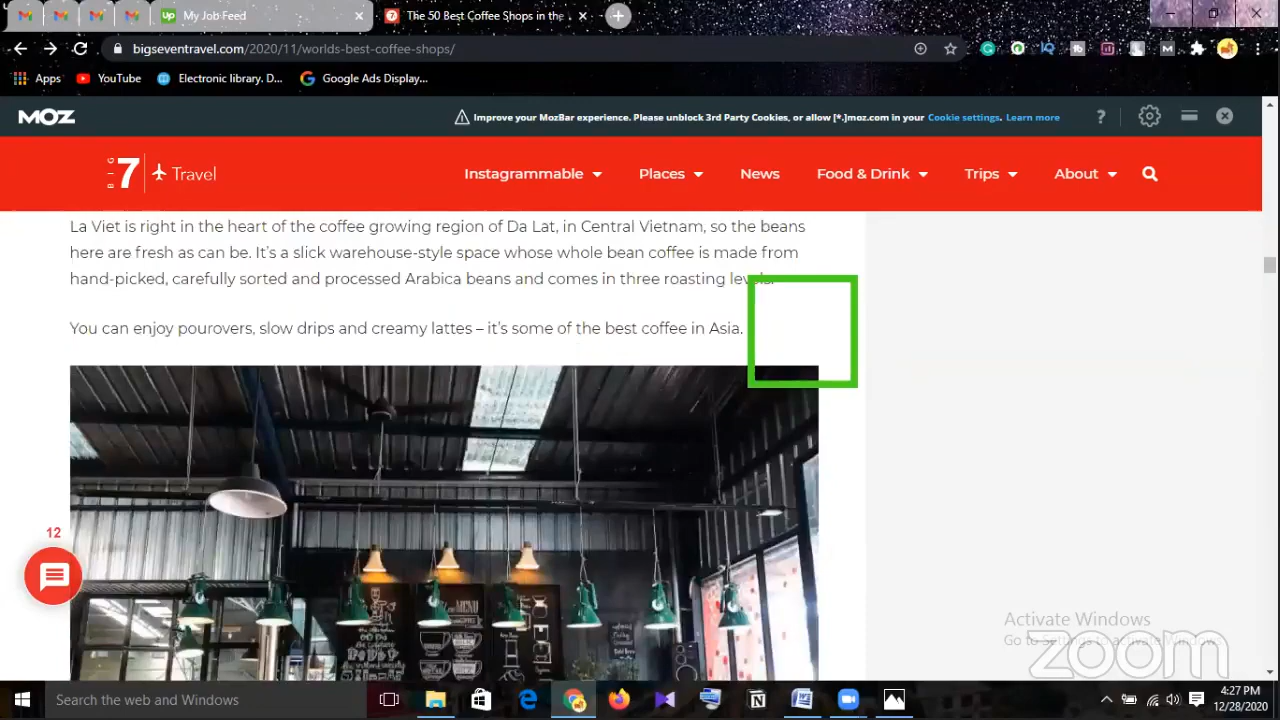 My Job Feed
The 50 Best Coffee Shops in the
bigseventravel.com/2020/11/worlds-best-coffee-shops/
Apps
YouTube
Electronic library. D...
Google Ads Display...
MOZ
Improve your MozBar experience. Please unblock 3rd Party Cookies, or allow [*.]moz.com in your Cookie settings. Learn more
BIG 7 Travel
Instagrammable
Places
News
Food & Drink
Trips
About
La Viet is right in the heart of the coffee growing region of Da Lat, in Central Vietnam, so the beans
here are fresh as can be. It's a slick warehouse-style space whose whole bean coffee is made from
hand-picked, carefully sorted and processed Arabica beans and comes in three roasting levels.
You can enjoy pourovers, slow drips and creamy lattes – it's some of the best coffee in Asia.
12
MENU
Activate Windows
zoom
Search the web and Windows
4:27 PM
12/28/2020